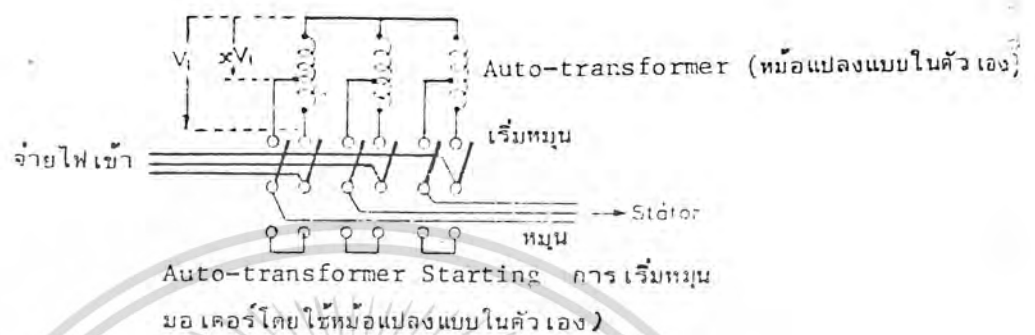 V₁ xV₁
Auto-transformer (หม้อแปลงแบบในตัวเอง)
เริ่มหมุน
จ่ายไฟเข้า
Stator
หมุน
Auto-transformer Starting การเริ่มหมุน
มอเตอร์โดยใช้หม้อแปลงแบบในตัวเอง)